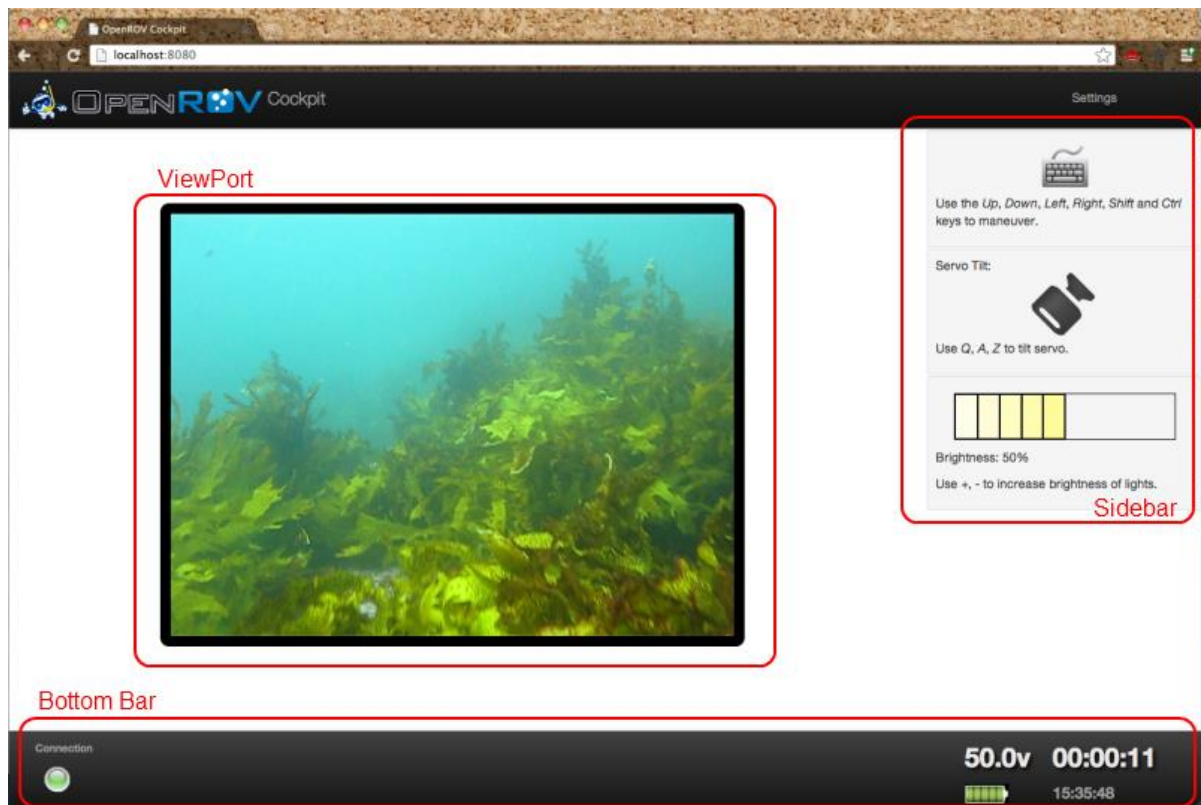 OpenROV Cockpit
localhost:8080
OPENROV Cockpit
Settings
ViewPort
Use the Up, Down, Left, Right, Shift and Ctrl
keys to maneuver.
Servo Tilt:
Use Q, A, Z to tilt servo.
Brightness: 50%
Use +, - to increase brightness of lights.
Sidebar
Bottom Bar
Connection
50.0v 00:00:11
15:35:48